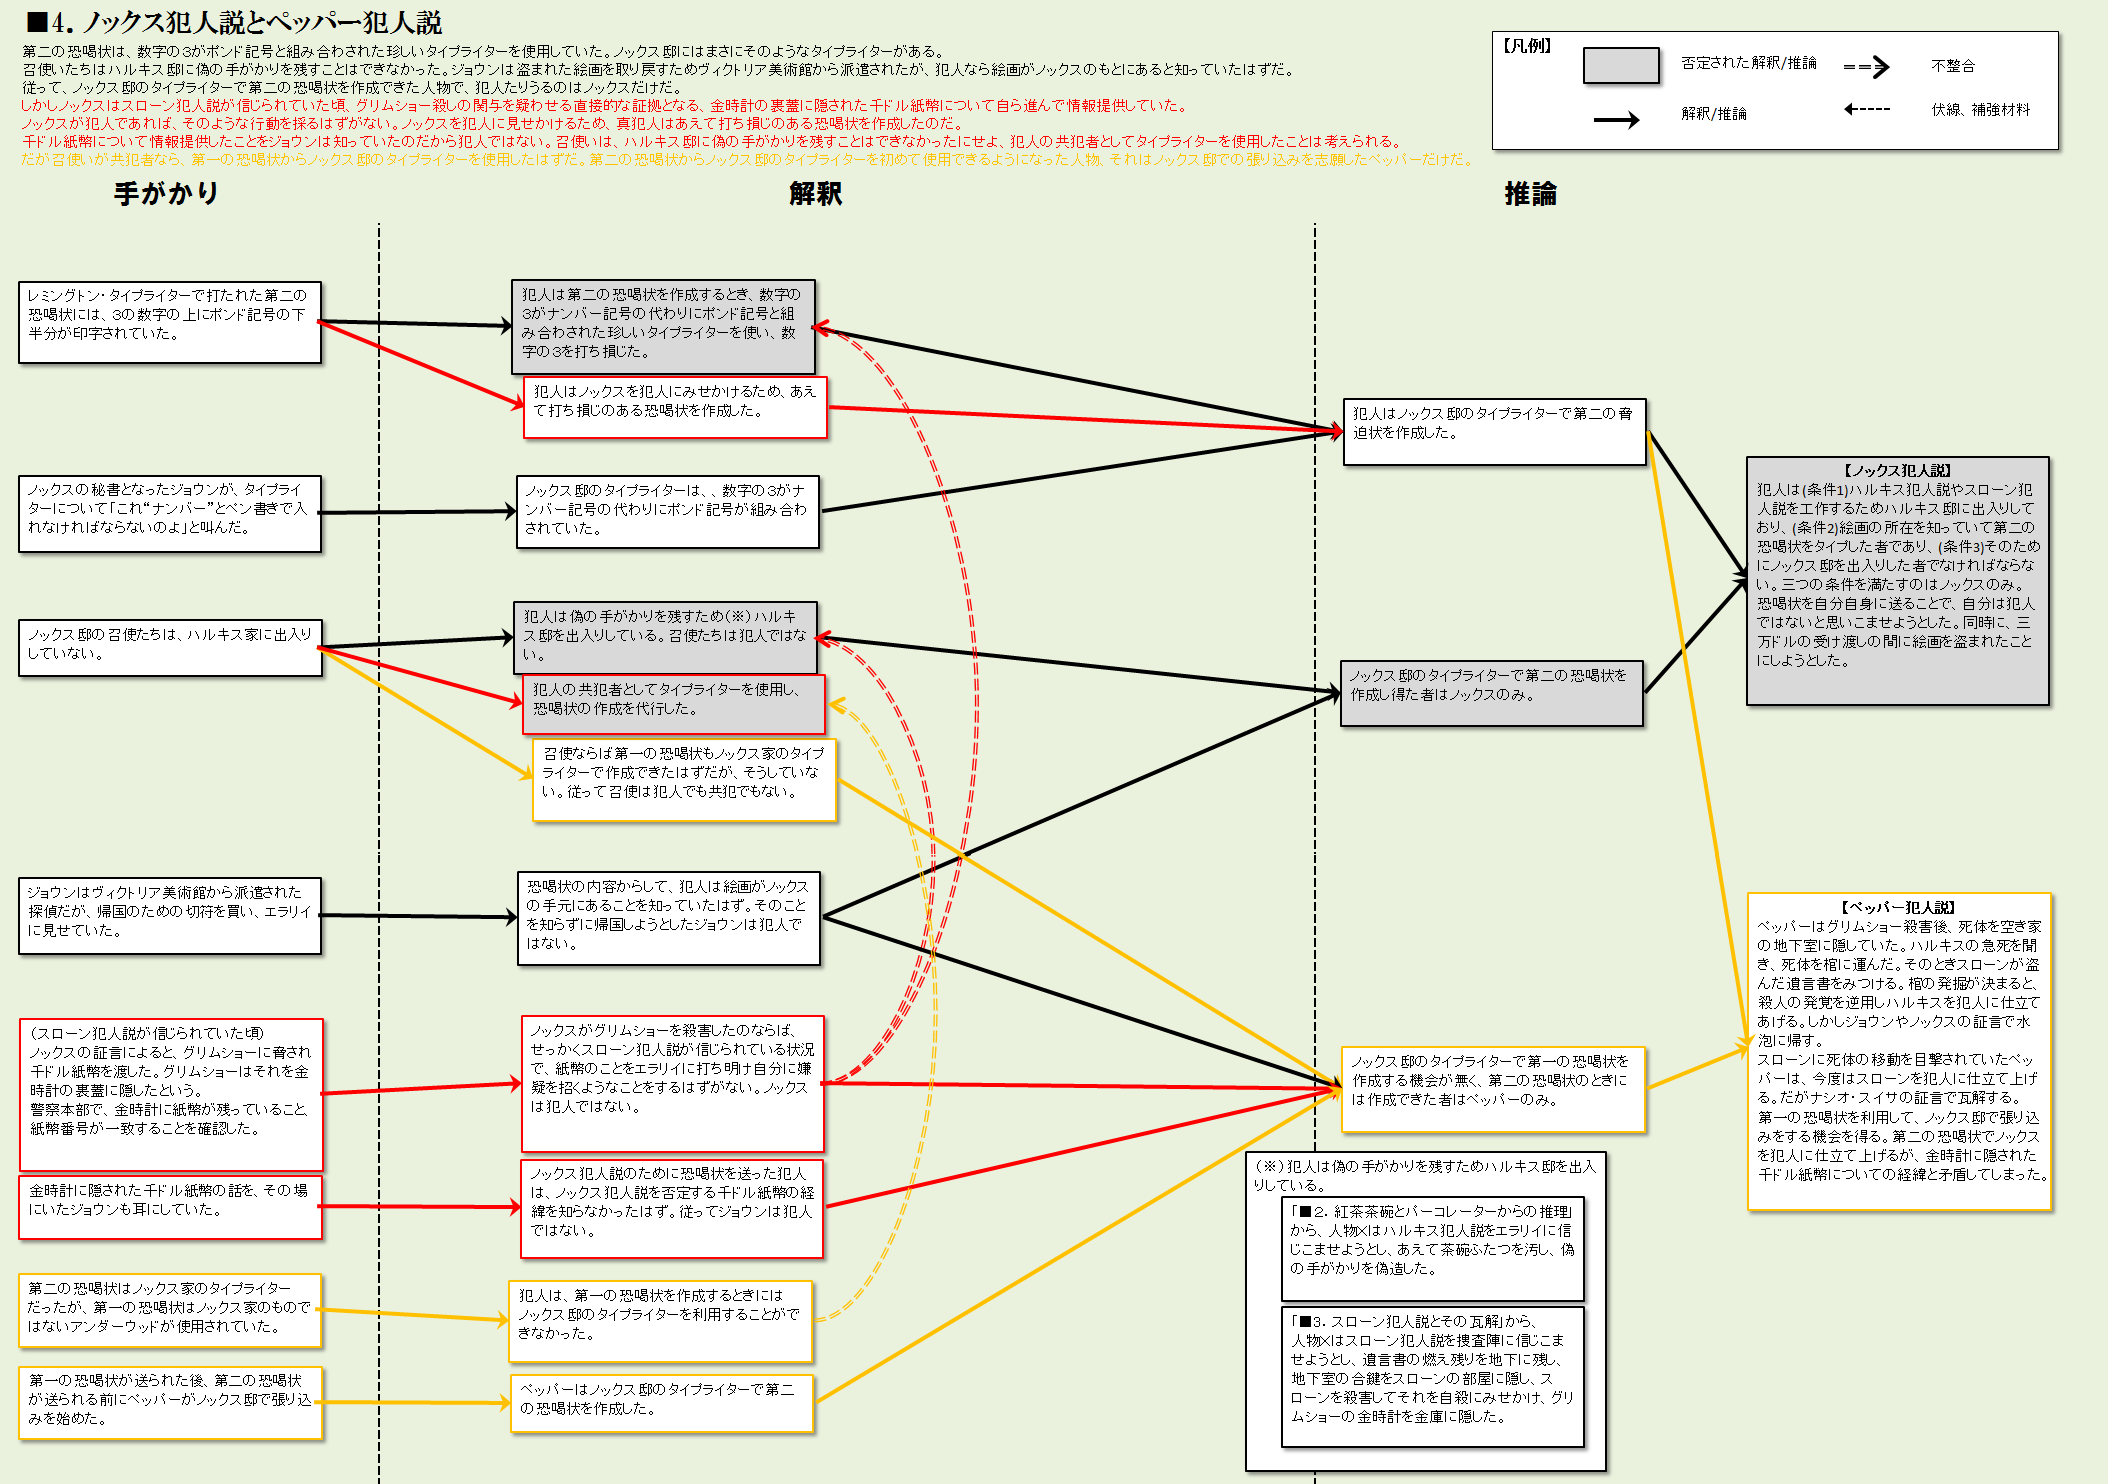 ■4．ノックス犯人説とペッパー犯人説
第二の恐喝状は、数字の３がポンド記号と組み合わされた珍しいタイプライターを使用していた。ノックス邸にはまさにそのようなタイプライターがある。
召使いたちはハルキス邸に偽の手がかりを残すことはできなかった。ジョウンは盗まれた絵画を取り戻すためヴィクトリア美術館から派遣されたが、犯人なら絵画がノックスのもとにあると知っていたはずだ。
従って、ノックス邸のタイプライターで第二の恐喝状を作成できた人物で、犯人たりうるのはノックスだけだ。
しかしノックスはスローン犯人説が信じられていた頃、グリムショー殺しの関与を疑わせる直接的な証拠となる、金時計の裏蓋に隠された千ドル紙幣について自ら進んで情報提供していた。
ノックスが犯人であれば、そのような行動を採るはずがない。ノックスを犯人に見せかけるため、真犯人はあえて打ち損じのある恐喝状を作成したのだ。
千ドル紙幣について情報提供したことをジョウンは知っていたのだから犯人ではない。召使いは、ハルキス邸に偽の手がかりを残すことはできなかったにせよ、犯人の共犯者としてタイプライターを使用したことは考えられる。
だが召使いが共犯者なら、第一の恐喝状からノックス邸のタイプライターを使用したはずだ。第二の恐喝状からノックス邸のタイプライターを初めて使用できるようになった人物、それはノックス邸での張り込みを志願したペッパーだけだ。
【凡例】
否定された解釈/推論
不整合
解釈/推論
伏線、補強材料
手がかり
解釈
推論
レミングトン・タイプライターで打たれた第二の
恐喝状には、３の数字の上にポンド記号の下
半分が印字されていた。
ノックスの秘書となったジョウンが、タイプライ
ターについて「これ“ナンバー”とペン書きで入
れなければならないのよ」と叫んだ。
ノックス邸の召使たちは、ハルキス家に出入り
していない。
ジョウンはヴィクトリア美術館から派遣された
探偵だが、帰国のための切符を買い、エラリイ
に見せていた。
（スローン犯人説が信じられていた頃）
ノックスの証言によると、グリムショーに脅され
千ドル紙幣を渡した。グリムショーはそれを金
時計の裏蓋に隠したという。
警察本部で、金時計に紙幣が残っていること、
紙幣番号が一致することを確認した。
金時計に隠された千ドル紙幣の話を、その場
にいたジョウンも耳にしていた。
第二の恐喝状はノックス家のタイプライター
だったが、第一の恐喝状はノックス家のもので
はないアンダーウッドが使用されていた。
第一の恐喝状が送られた後、第二の恐喝状
が送られる前にペッパーがノックス邸で張り込
みを始めた。
犯人は第二の恐喝状を作成するとき、数字の
３がナンバー記号の代わりにポンド記号と組
み合わされた珍しいタイプライターを使い、数
字の３を打ち損じた。
犯人はノックスを犯人にみせかけるため、あえ
て打ち損じのある恐喝状を作成した。
ノックス邸のタイプライターは、、数字の３がナ
ンバー記号の代わりにポンド記号が組み合わ
されていた。
犯人は偽の手がかりを残すため（※）ハルキ
ス邸を出入りしている。召使たちは犯人ではな
い。
犯人の共犯者としてタイプライターを使用し、
恐喝状の作成を代行した。
召使ならば第一の恐喝状もノックス家のタイプ
ライターで作成できたはずだが、そうしていな
い。従って召使は犯人でも共犯でもない。
恐喝状の内容からして、犯人は絵画がノックス
の手元にあることを知っていたはず。そのこと
を知らずに帰国しようとしたジョウンは犯人で
はない。
ノックスがグリムショーを殺害したのならば、
せっかくスローン犯人説が信じられている状況
で、紙幣のことをエラリイに打ち明け自分に嫌
疑を招くようなことをするはずがない。ノックス
は犯人ではない。
ノックス犯人説のために恐喝状を送った犯人
は、ノックス犯人説を否定する千ドル紙幣の経
緯を知らなかったはず。従ってジョウンは犯人
ではない。
犯人は、第一の恐喝状を作成するときには
ノックス邸のタイプライターを利用することがで
きなかった。
ペッパーはノックス邸のタイプライターで第二
の恐喝状を作成した。
犯人はノックス邸のタイプライターで第二の脅
迫状を作成した。
ノックス邸のタイプライターで第二の恐喝状を
作成し得た者はノックスのみ。
ノックス邸のタイプライターで第一の恐喝状を
作成する機会が無く、第二の恐喝状のときに
は作成できた者はペッパーのみ。
（※）犯人は偽の手がかりを残すためハルキス邸を出入
りしている。
「■２．紅茶茶碗とパーコレーターからの推理」
から、人物Ｘはハルキス犯人説をエラリイに信
じこませようとし、あえて茶碗ふたつを汚し、偽
の手がかりを偽造した。
「■３．スローン犯人説とその瓦解」から、
人物Ｘはスローン犯人説を捜査陣に信じこま
せようとし、遺言書の燃え残りを地下に残し、
地下室の合鍵をスローンの部屋に隠し、ス
ローンを殺害してそれを自殺にみせかけ、グリ
ムショーの金時計を金庫に隠した。
【ノックス犯人説】
犯人は(条件1)ハルキス犯人説やスローン犯
人説を工作するためハルキス邸に出入りして
おり、(条件2)絵画の所在を知っていて第二の
恐喝状をタイプした者であり、(条件3)そのため
にノックス邸を出入りした者でなければならな
い。三つの条件を満たすのはノックスのみ。
恐喝状を自分自身に送ることで、自分は犯人
ではないと思いこませようとした。同時に、三
万ドルの受け渡しの間に絵画を盗まれたこと
にしようとした。
【ペッパー犯人説】
ペッパーはグリムショー殺害後、死体を空き家
の地下室に隠していた。ハルキスの急死を聞
き、死体を棺に運んだ。そのときスローンが盗
んだ遺言書をみつける。棺の発掘が決まると、
殺人の発覚を逆用しハルキスを犯人に仕立て
あげる。しかしジョウンやノックスの証言で水
泡に帰す。
スローンに死体の移動を目撃されていたペッ
パーは、今度はスローンを犯人に仕立て上げ
る。だがナシオ・スイサの証言で瓦解する。
第一の恐喝状を利用して、ノックス邸で張り込
みをする機会を得る。第二の恐喝状でノックス
を犯人に仕立て上げるが、金時計に隠された
千ドル紙幣についての経緯と矛盾してしまった。